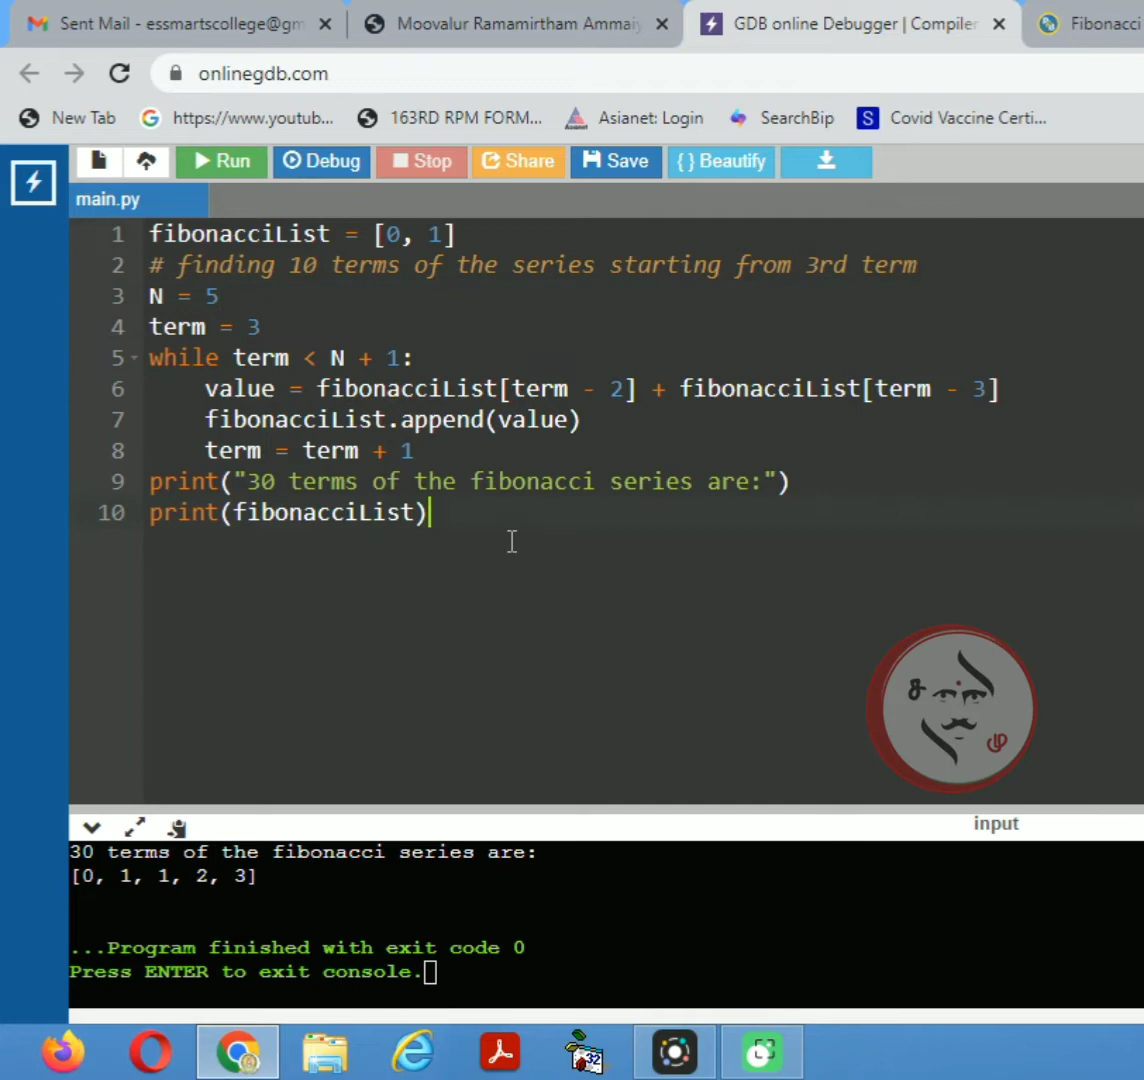 Sent Mail - essmartscollege@gm
Moovalur Ramamirtham Ammaiy
GDB online Debugger | Compiler
Fibonacci
onlinegdb.com
New Tab
https://www.youtub...
163RD RPM FORM...
Asianet: Login
SearchBip
S
Covid Vaccine Certi...
Run
Debug
Stop
Share
Save
{ } Beautify
main.py
1 fibonacciList = [0, 1]
2 # finding 10 terms of the series starting from 3rd term
3 N = 5
4 term = 3
5 while term < N + 1:
6 value = fibonacciList[term - 2] + fibonacciList[term - 3]
7 fibonacciList.append(value)
8 term = term + 1
9 print("30 terms of the fibonacci series are:")
10 print(fibonacciList)
input
30 terms of the fibonacci series are:
[0, 1, 1, 2, 3]
...Program finished with exit code 0
Press ENTER to exit console.
32